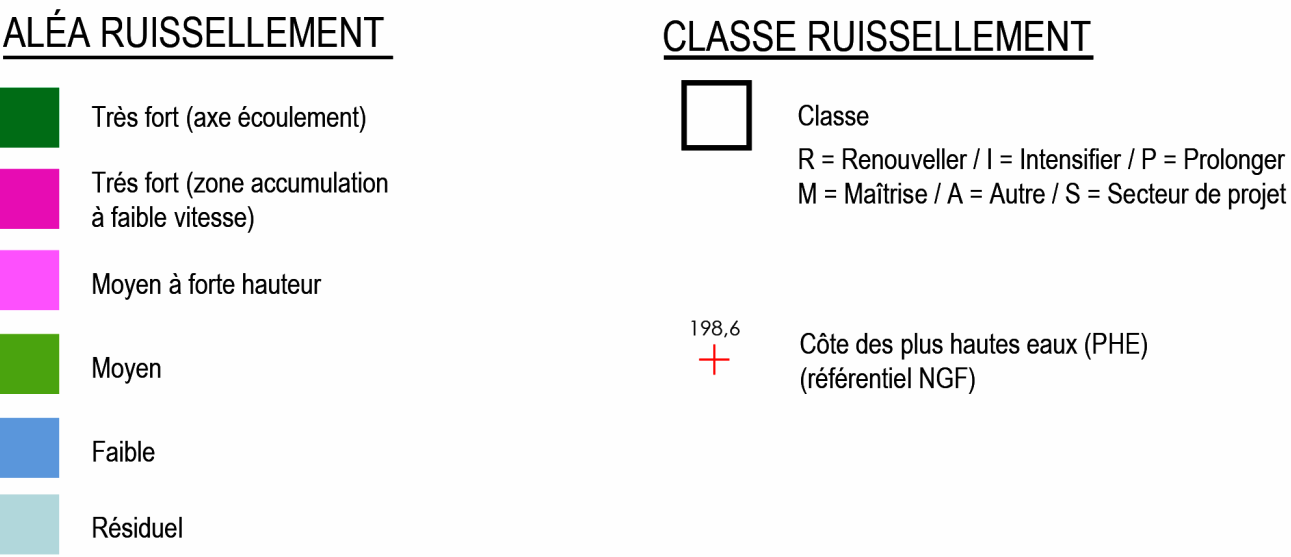 ALÉA RUISSELLEMENT
Très fort (axe écoulement)
Trés fort (zone accumulation
à faible vitesse)
Moyen à forte hauteur
Moyen
Faible
Résiduel
CLASSE RUISSELLEMENT
Classe
R = Renouveller / I = Intensifier / P = Prolonger
M = Maîtrise / A = Autre / S = Secteur de projet
198,6
Côte des plus hautes eaux (PHE)
(référentiel NGF)